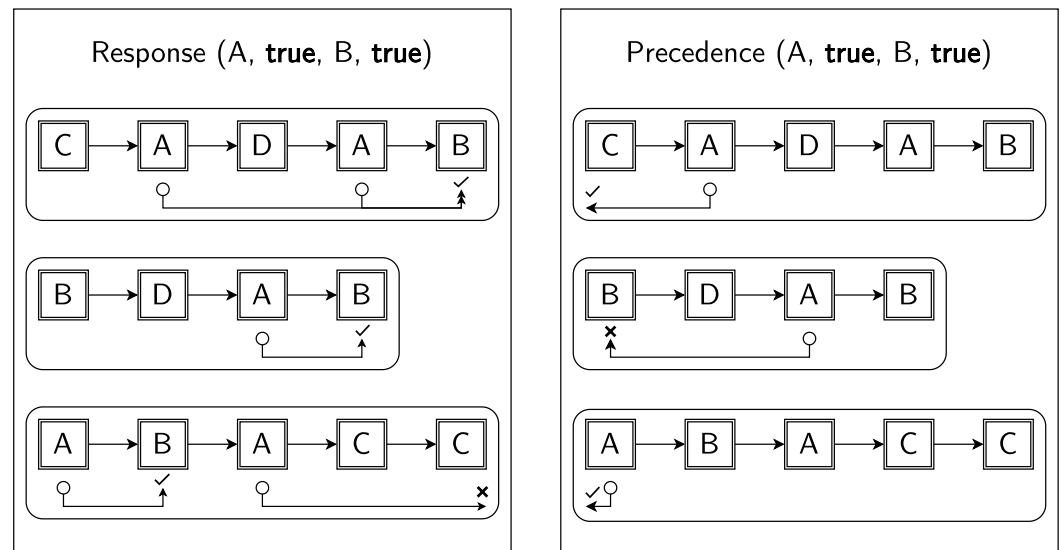 Response (A, true, B, true)
C A D A B
✓
B D A B
✓
A B A C C
✓ ×
Precedence (A, true, B, true)
C A D A B
✓
B D A B
×
A B A C C
✓